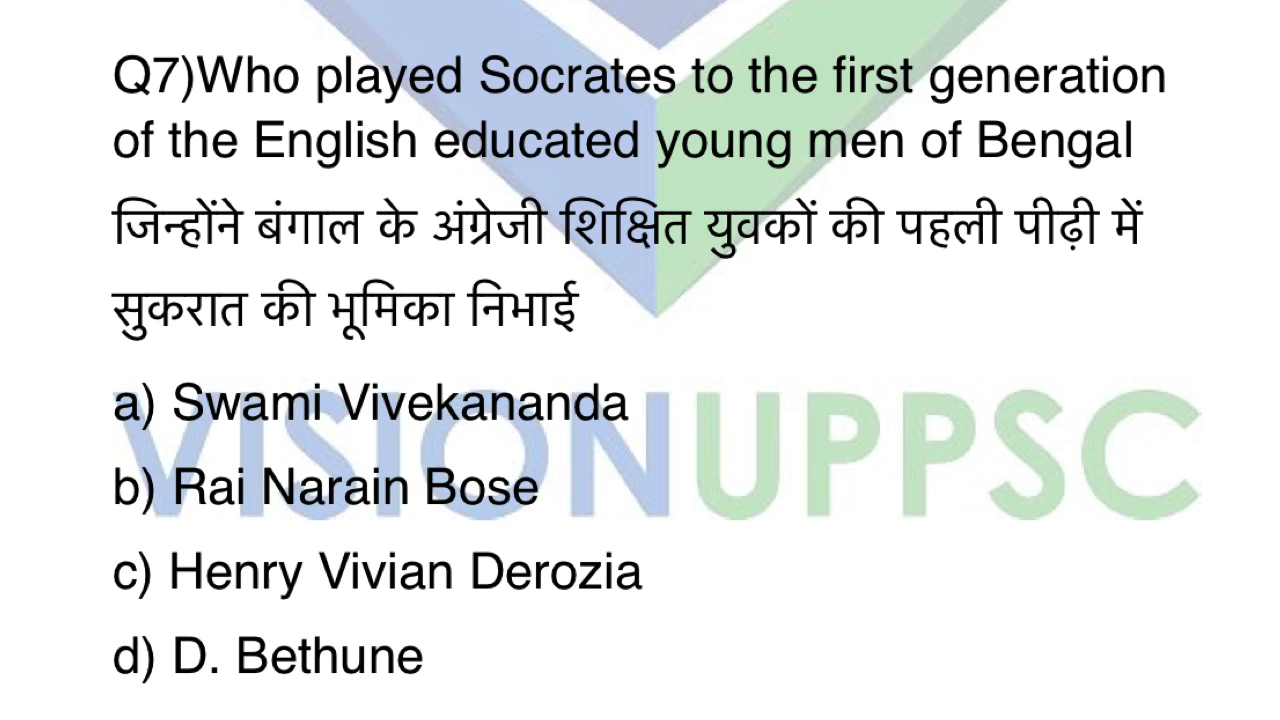 Q7)Who played Socrates to the first generation
of the English educated young men of Bengal
जिन्होंने बंगाल के अंग्रेजी शिक्षित युवकों की पहली पीढ़ी में
सुकरात की भूमिका निभाई
a) Swami Vivekananda
b) Rai Narain Bose
c) Henry Vivian Derozia
d) D. Bethune
VISIONUPPSC